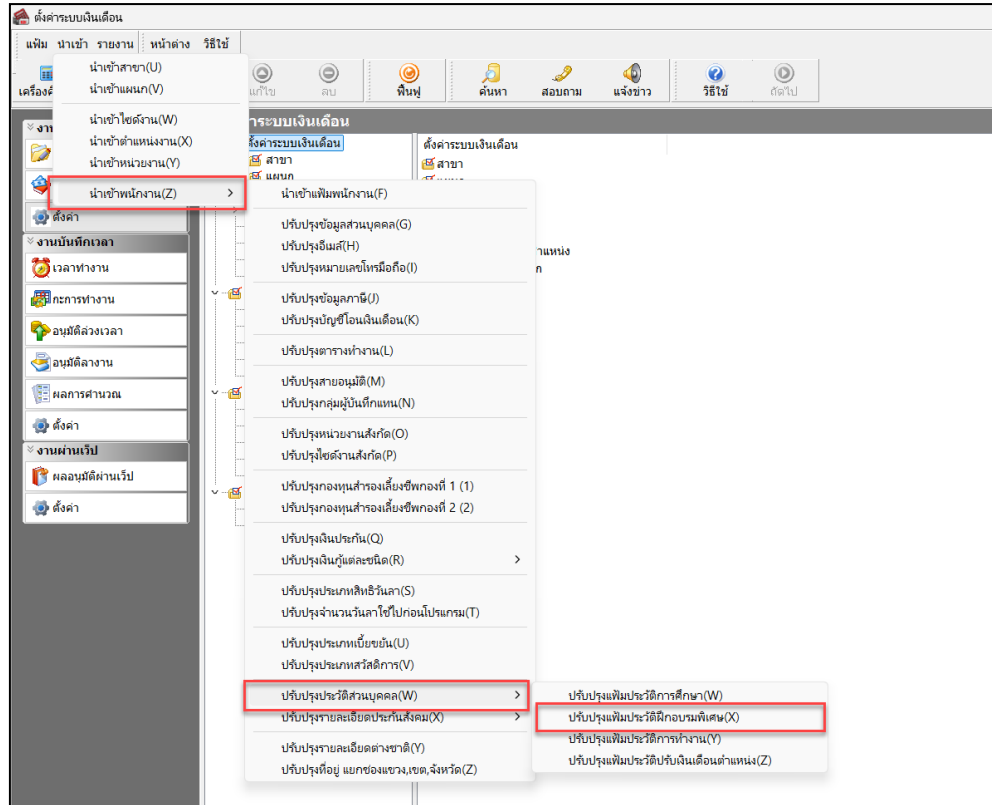 ตั้งค่าระบบเงินเดือน
แฟ้ม นำเข้า รายงาน หน้าต่าง วิธีใช้
แก้ไข ลบ ฟื้นฟู ค้นหา สอบถาม แจ้งข่าว วิธีใช้ ถัดไป
นำเข้าสาขา(U)
นำเข้าแผนก(V)
นำเข้าไซต์งาน(W)
นำเข้าตำแหน่งงาน(X)
นำเข้าหน่วยงาน(Y)
นำเข้าพนักงาน(Z)
ตั้งค่า
งานบันทึกเวลา
เวลาทำงาน
กะการทำงาน
อนุมัติล่วงเวลา
อนุมัติลางาน
ผลการคำนวณ
ตั้งค่า
งานผ่านเว็ป
ผลอนุมัติผ่านเว็ป
ตั้งค่า
าระบบเงินเดือน
ตั้งค่าระบบเงินเดือน
สาขา
แผนก
ตั้งค่าระบบเงินเดือน
สาขา
าแหน่ง
ก
นำเข้าแฟ้มพนักงาน(F)
ปรับปรุงข้อมูลส่วนบุคคล(G)
ปรับปรุงอีเมล์(H)
ปรับปรุงหมายเลขโทรมือถือ(I)
ปรับปรุงข้อมูลภาษี(J)
ปรับปรุงบัญชีโอนเงินเดือน(K)
ปรับปรุงตารางทำงาน(L)
ปรับปรุงสายอนุมัติ(M)
ปรับปรุงกลุ่มผู้บันทึกแทน(N)
ปรับปรุงหน่วยงานสังกัด(O)
ปรับปรุงไซต์งานสังกัด(P)
ปรับปรุงกองทุนสำรองเลี้ยงชีพกองที่ 1 (1)
ปรับปรุงกองทุนสำรองเลี้ยงชีพกองที่ 2 (2)
ปรับปรุงเงินประกัน(Q)
ปรับปรุงเงินกู้แต่ละชนิด(R)
ปรับปรุงประเภทสิทธิวันลา(S)
ปรับปรุงจำนวนวันลาใช้ไปก่อนโปรแกรม(T)
ปรับปรุงประเภทเบี้ยขยัน(U)
ปรับปรุงประเภทสวัสดิการ(V)
ปรับปรุงประวัติส่วนบุคคล(W)
ปรับปรุงรายละเอียดประกันสังคม(X)
ปรับปรุงรายละเอียดต่างชาติ(Y)
ปรับปรุงที่อยู่ แยกช่องแขวง,เขต,จังหวัด(Z)
ปรับปรุงแฟ้มประวัติการศึกษา(W)
ปรับปรุงแฟ้มประวัติฝึกอบรมพิเศษ(X)
ปรับปรุงแฟ้มประวัติการทำงาน(Y)
ปรับปรุงแฟ้มประวัติปรับเงินเดือนตำแหน่ง(Z)